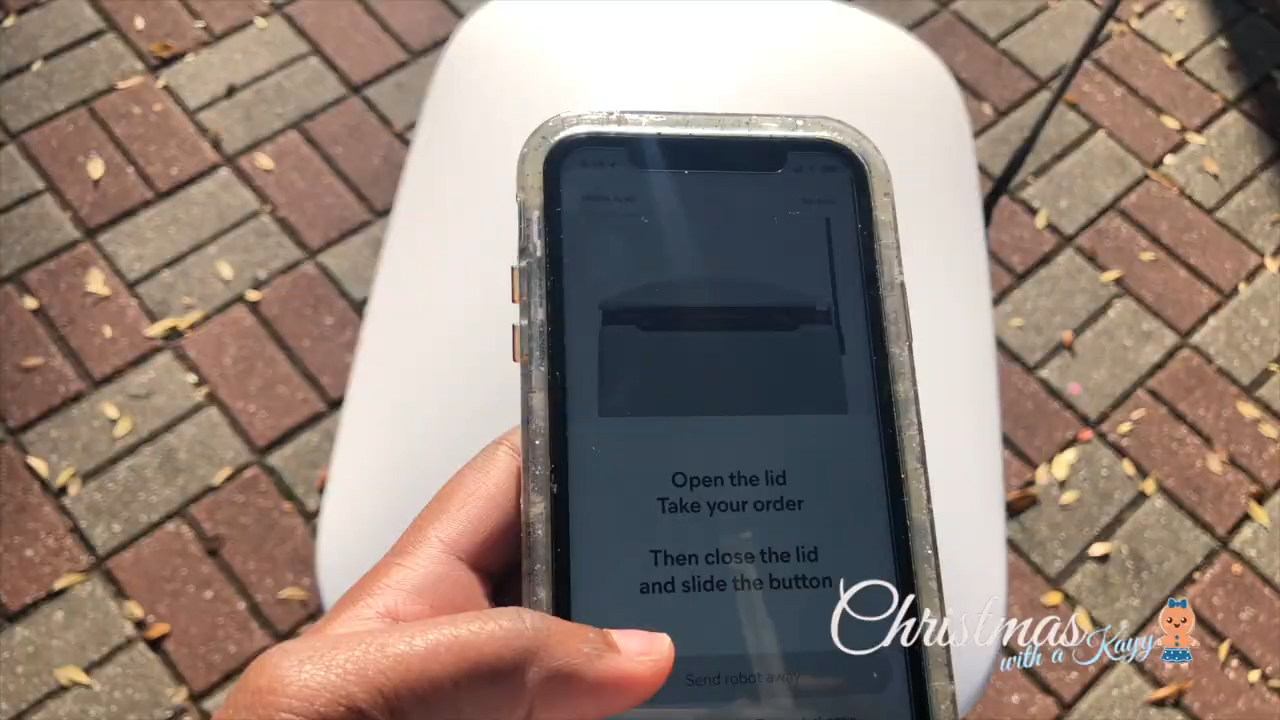 Open the lid
Take your order
Then close the lid
and slide the button
Send robot away
Christmas
with a Kayy